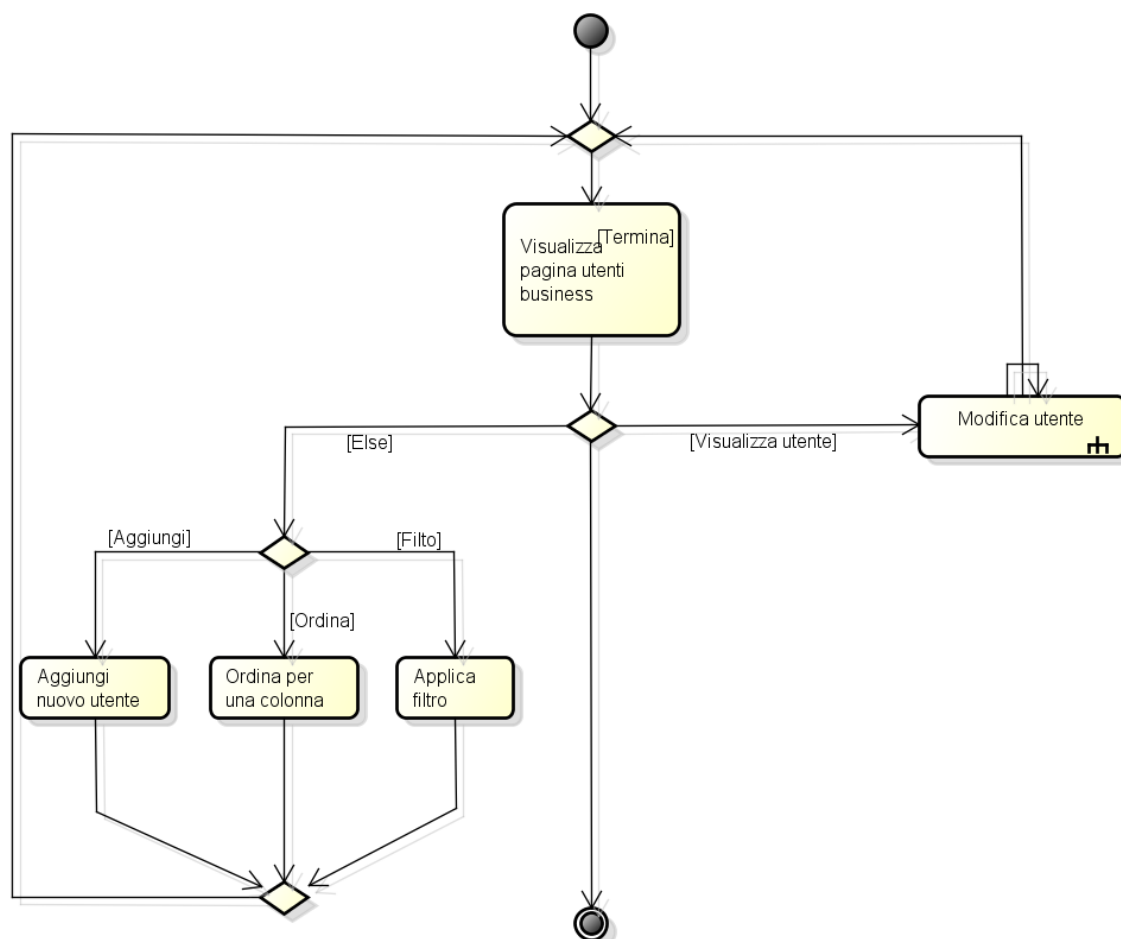 [Termina]
Visualizza
pagina utenti
business
Modifica utente
[Else]
[Visualizza utente]
[Aggiungi]
[Filto]
[Ordina]
Aggiungi
nuovo utente
Ordina per
una colonna
Applica
filtro